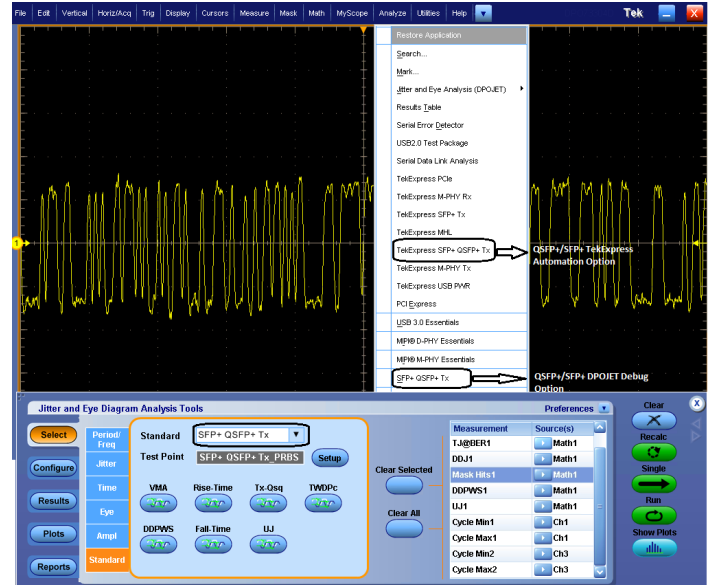 File Edit Vertical Horiz/Acq Trig Display Cursors Measure Mask Math MyScope Analyze Utilities Help Tek X
Restore Application
Search...
Mark...
Jitter and Eye Analysis (DPOJET)
Results Table
Serial Error Detector
USB2.0 Test Package
Serial Data Link Analysis
TekExpress PCIe
TekExpress M-PHY Rx
TekExpress SFP+ Tx
TekExpress MHL
TekExpress SFP+ QSFP+ Tx
TekExpress M-PHY Tx
TekExpress USB PWR
PCI Express
USB 3.0 Essentials
MIPI® D-PHY Essentials
MIPI® M-PHY Essentials
SFP+ QSFP+ Tx
QSFP+/SFP+ TekExpress
Automation Option
QSFP+/SFP+ DPOJET Debug
Option
1
Jitter and Eye Diagram Analysis Tools
Preferences
Select
Configure
Results
Plots
Reports
Period/
Freq
Jitter
Time
Eye
Ampl
Standard
Standard SFP+ QSFP+ Tx
Test Point SFP+ QSFP+ Tx_PRBS Setup
VMA Rise-Time Tx-Qsq TWDPc
DDPWS Fall-Time UJ
Clear Selected
Clear All
Measurement Source(s)
TJ@BER1 Math1
DDJ1 Math1
Mask Hits1 Math1
DDPWS1 Math1
UJ1 Math1
Cycle Min1 Ch1
Cycle Max1 Ch1
Cycle Min2 Ch3
Cycle Max2 Ch3
Clear
X
Recalc
Single
Run
Show Plots